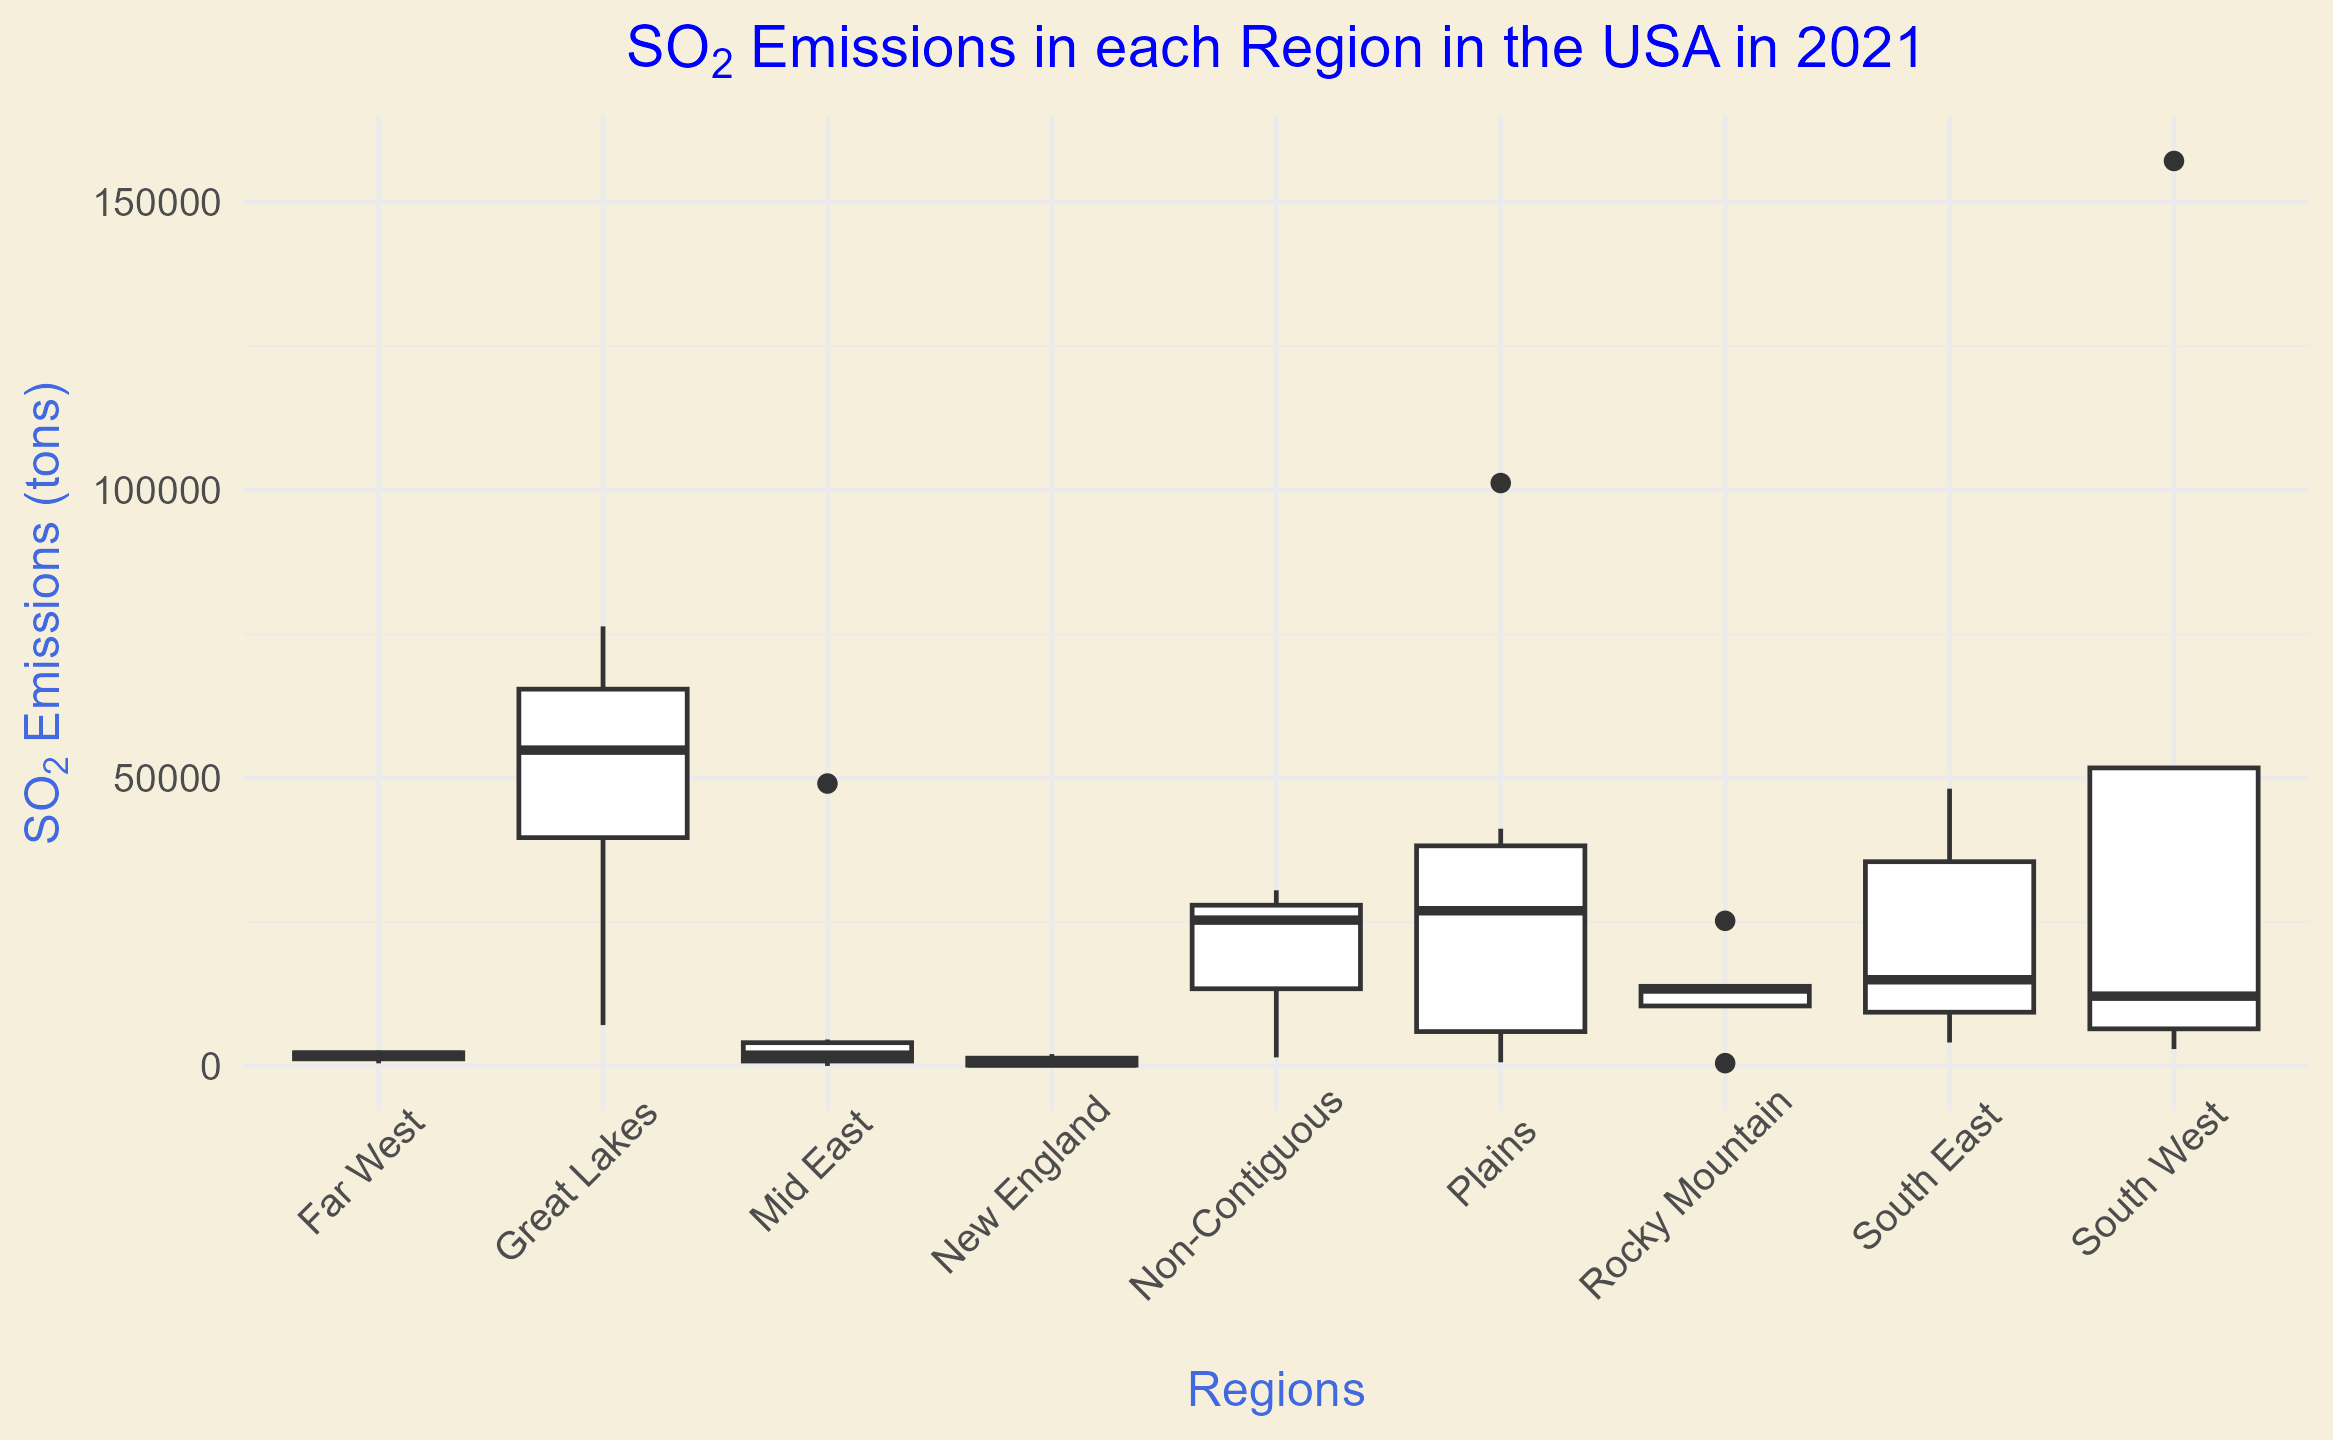 SO₂ Emissions in each Region in the USA in 2021
SO₂ Emissions (tons)
150000
100000
50000
0
Far West
Great Lakes
Mid East
New England
Non-Contiguous
Plains
Rocky Mountain
South East
South West
Regions